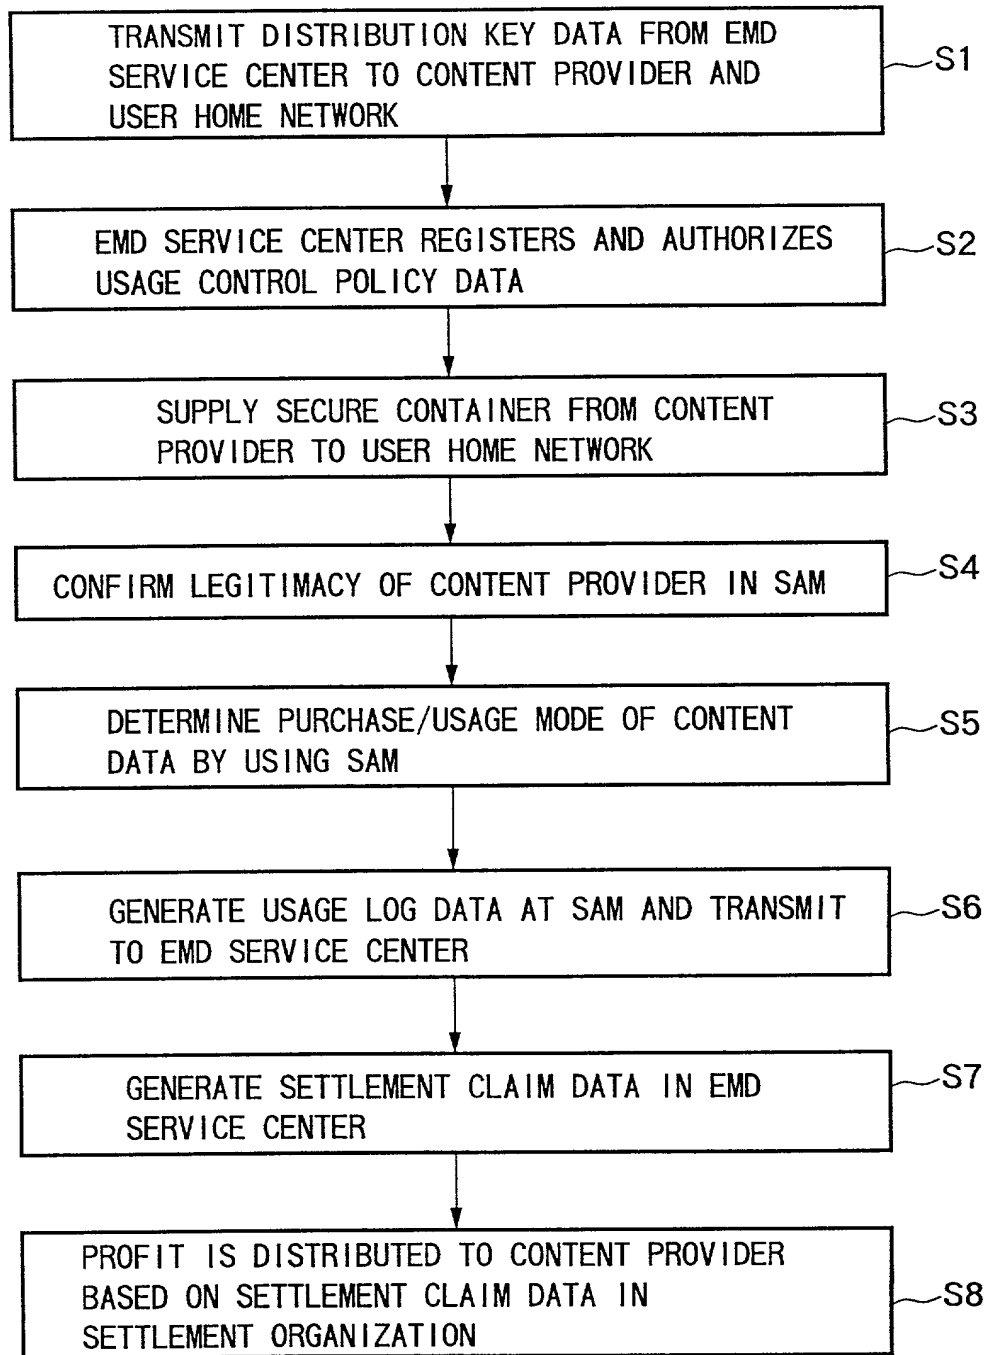 TRANSMIT DISTRIBUTION KEY DATA FROM EMD
SERVICE CENTER TO CONTENT PROVIDER AND
USER HOME NETWORK
S1
EMD SERVICE CENTER REGISTERS AND AUTHORIZES
USAGE CONTROL POLICY DATA
S2
SUPPLY SECURE CONTAINER FROM CONTENT
PROVIDER TO USER HOME NETWORK
S3
CONFIRM LEGITIMACY OF CONTENT PROVIDER IN SAM
S4
DETERMINE PURCHASE/USAGE MODE OF CONTENT
DATA BY USING SAM
S5
GENERATE USAGE LOG DATA AT SAM AND TRANSMIT
TO EMD SERVICE CENTER
S6
GENERATE SETTLEMENT CLAIM DATA IN EMD
SERVICE CENTER
S7
PROFIT IS DISTRIBUTED TO CONTENT PROVIDER
BASED ON SETTLEMENT CLAIM DATA IN
SETTLEMENT ORGANIZATION
S8